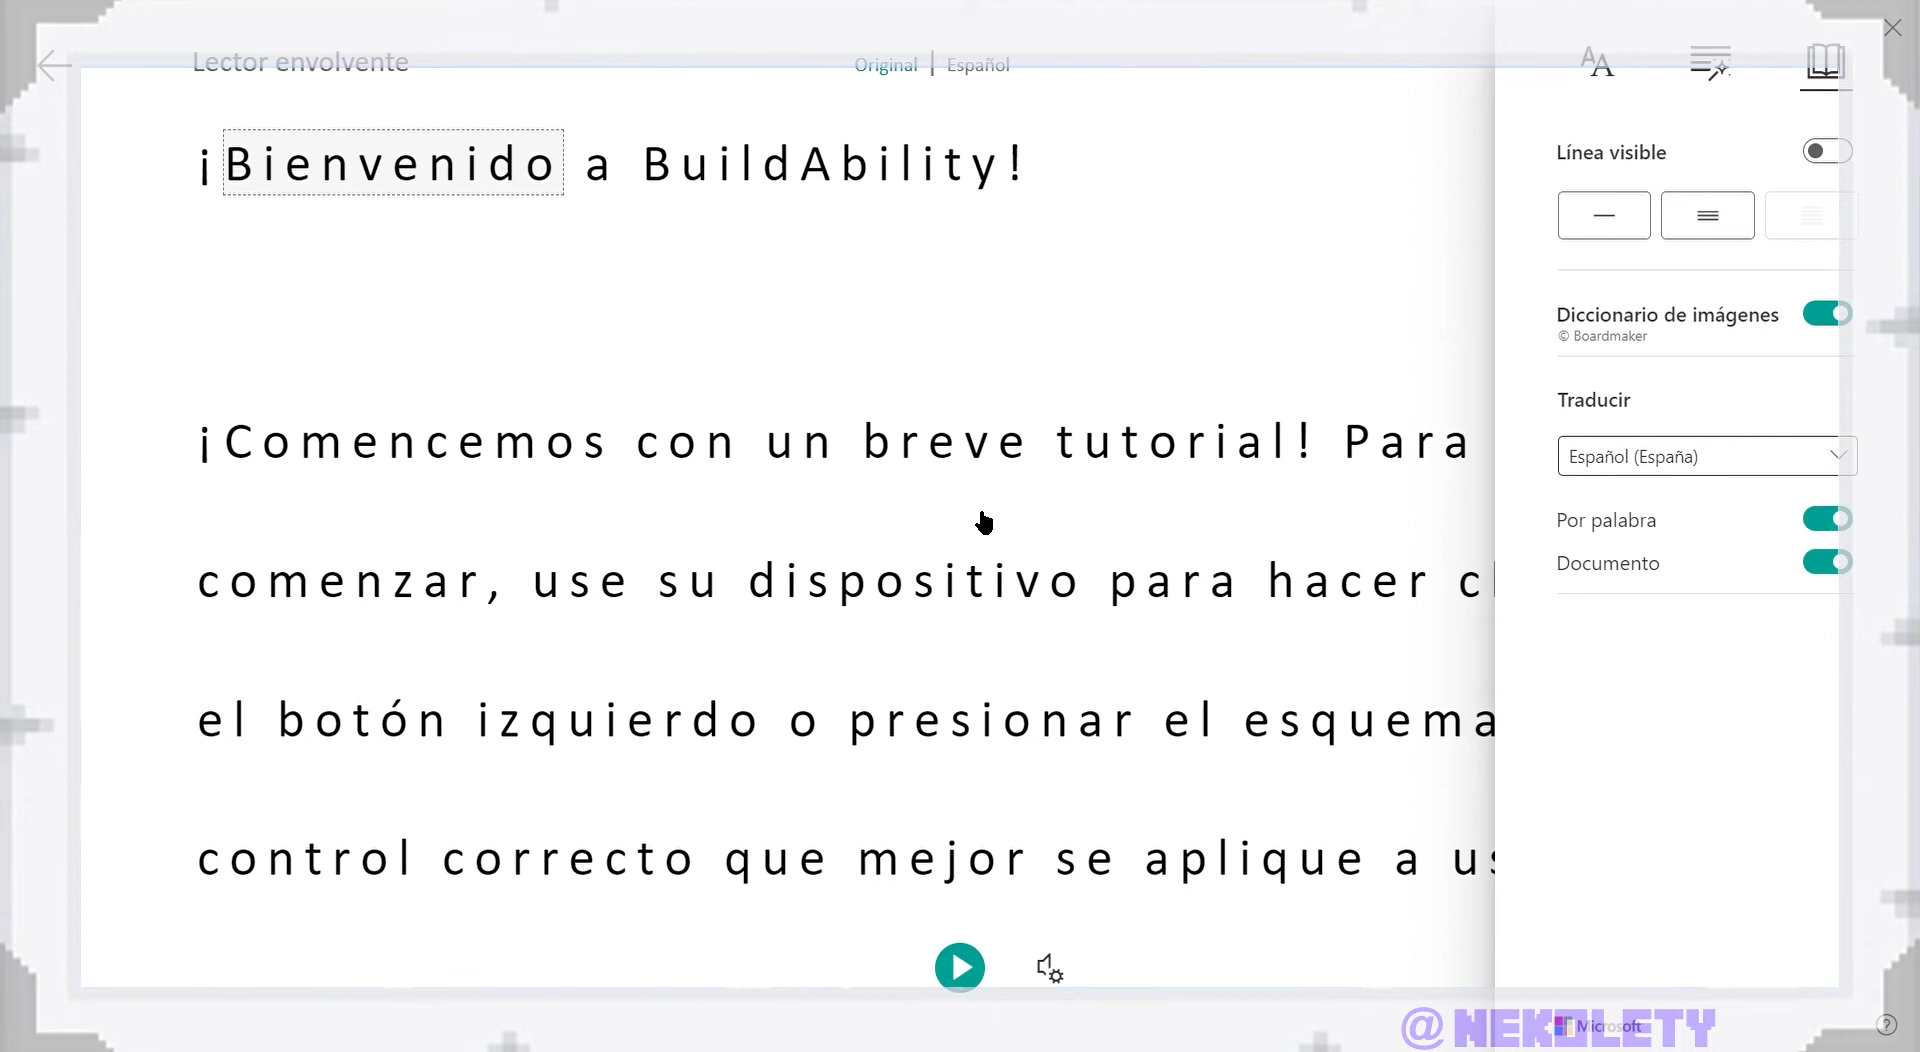 Lector envolvente
Original | Español
¡Bienvenido a BuildAbility!
¡Comencemos con un breve tutorial! Para
comenzar, use su dispositivo para hacer
el botón izquierdo o presionar el esquema
control correcto que mejor se aplique a
AA
Línea visible
Diccionario de imágenes
© Boardmaker
Traducir
Español (España)
Por palabra
Documento
Microsoft
@NEKOLETY
?